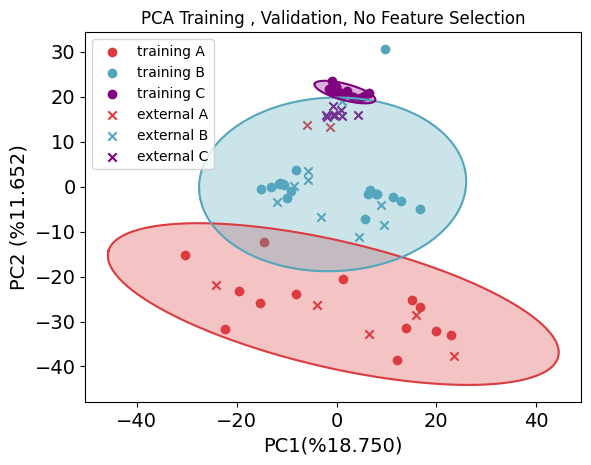 PCA Training , Validation, No Feature Selection
training A
training B
training C
external A
external B
external C
30
20
10
0
−10
−20
−30
−40
PC2 (%11.652)
−40
−20
0
20
40
PC1(%18.750)